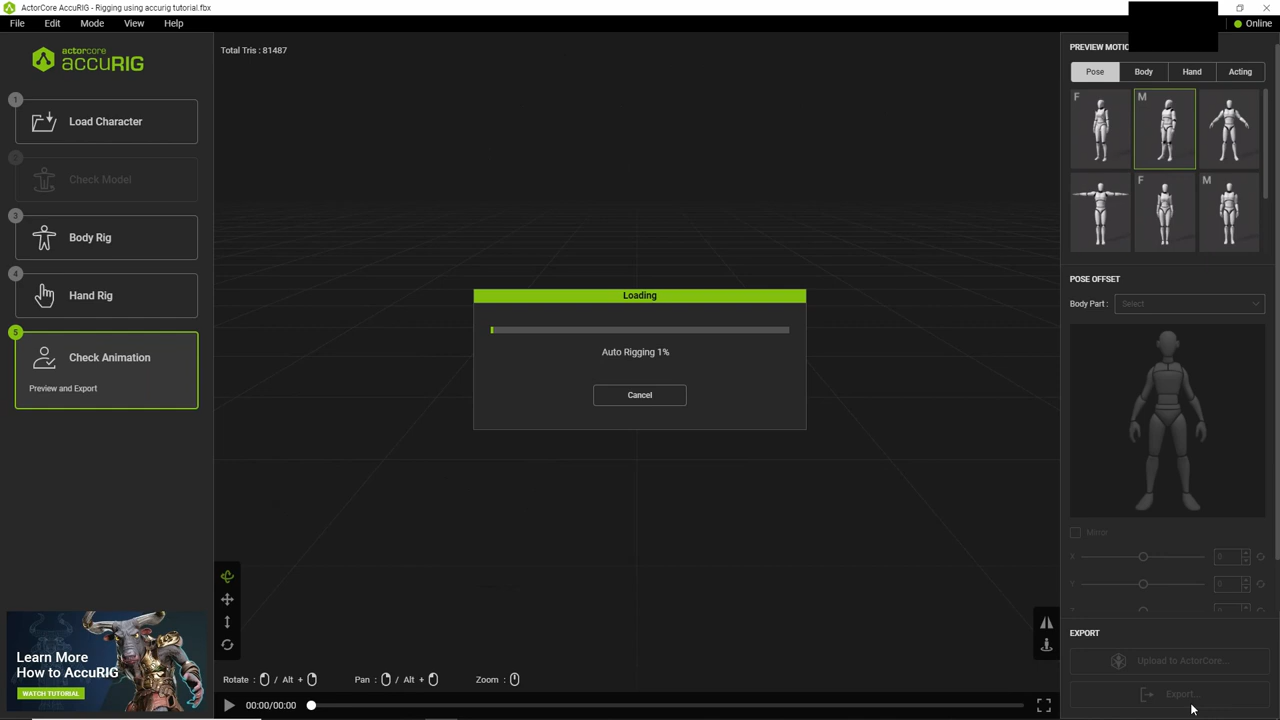 ActorCore AccuRIG - Rigging using accurig tutorial.fbx
File Edit Mode View Help
Online
actorcore
accuRIG
1
Load Character
2
Check Model
3
Body Rig
4
Hand Rig
5
Check Animation
Preview and Export
Learn More
How to AccuRIG
WATCH TUTORIAL
Total Tris : 81487
Loading
Auto Rigging 1%
Cancel
Rotate : / Alt + Pan : / Alt + Zoom :
00:00/00:00
PREVIEW
Pose Body Hand Acting
F M
F M
POSE OFFSET
Body Part : Select
Mirror
X 0
Y 0
EXPORT
Upload to ActorCore...
Export...